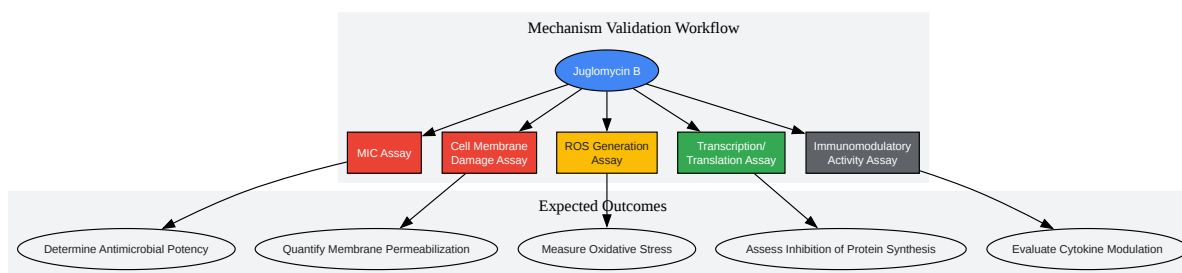 Mechanism Validation Workflow
Juglomycin B
MIC Assay
Cell Membrane
Damage Assay
ROS Generation
Assay
Transcription/
Translation Assay
Immunomodulatory
Activity Assay
Expected Outcomes
Determine Antimicrobial Potency
Quantify Membrane Permeabilization
Measure Oxidative Stress
Assess Inhibition of Protein Synthesis
Evaluate Cytokine Modulation